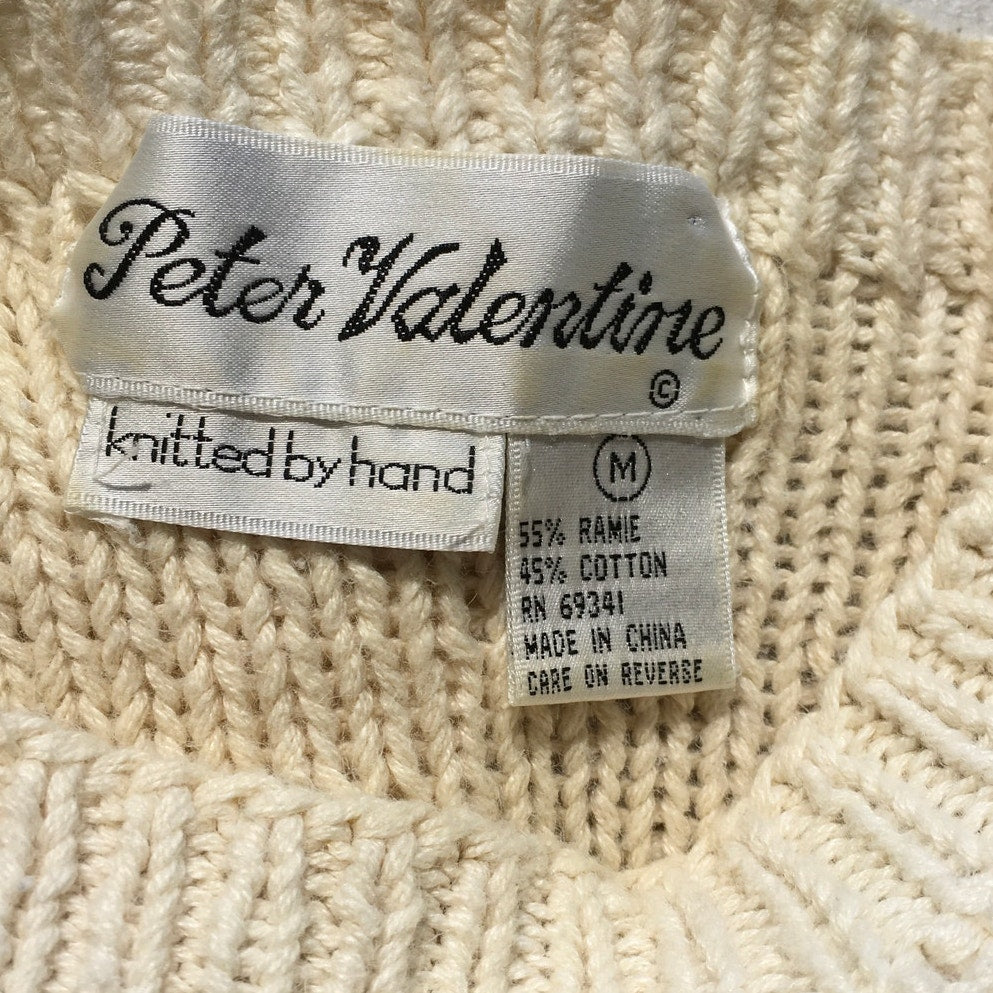 Peter Valentine
©
knitted by hand
M
55% RAMIE
45% COTTON
RN 69341
MADE IN CHINA
CARE ON REVERSE